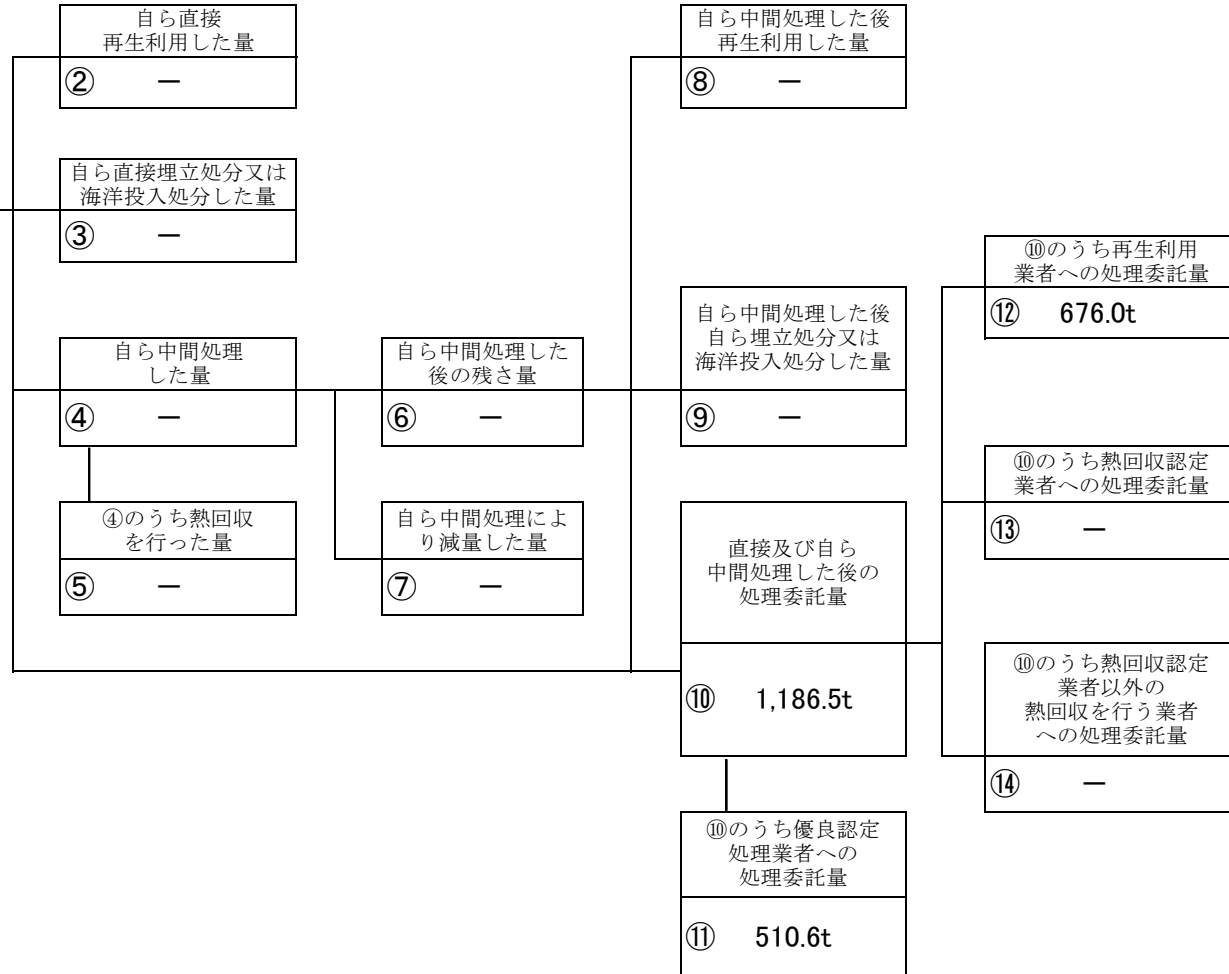 自ら直接
再生利用した量
② ー
自ら直接埋立処分又は
海洋投入処分した量
③ ー
自ら中間処理
した量
④ ー
④のうち熱回収
を行った量
⑤ ー
自ら中間処理した
後の残さ量
⑥ ー
自ら中間処理によ
り減量した量
⑦ ー
自ら中間処理した後
再生利用した量
⑧ ー
自ら中間処理した後
自ら埋立処分又は
海洋投入処分した量
⑨ ー
直接及び自ら
中間処理した後の
処理委託量
⑩ 1,186.5t
⑩のうち優良認定
処理業者への
処理委託量
⑪ 510.6t
⑩のうち再生利用
業者への処理委託量
⑫ 676.0t
⑩のうち熱回収認定
業者への処理委託量
⑬ ー
⑩のうち熱回収認定
業者以外の
熱回収を行う業者
への処理委託量
⑭ ー